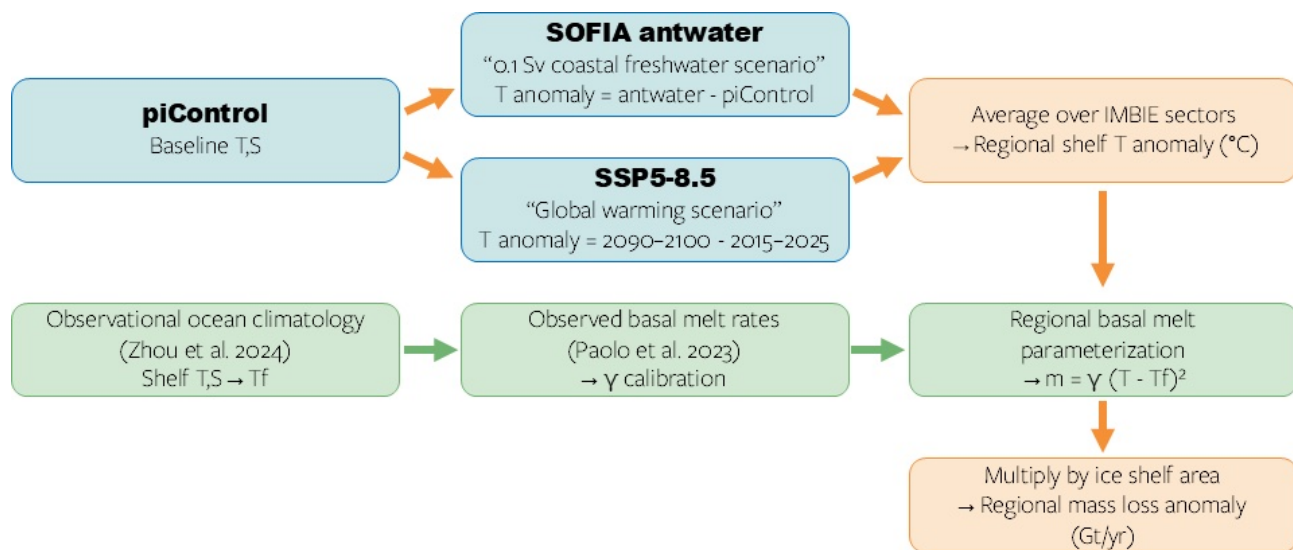 piControl
Baseline T,S
SOFIA antwater
“0.1 Sv coastal freshwater scenario”
T anomaly = antwater - piControl
SSP5-8.5
“Global warming scenario”
T anomaly = 2090–2100 - 2015–2025
Average over IMBIE sectors
→ Regional shelf T anomaly (°C)
Observational ocean climatology
(Zhou et al. 2024)
Shelf T,S → Tf
Observed basal melt rates
(Paolo et al. 2023)
→ γ calibration
Regional basal melt
parameterization
→ m = γ (T - Tf)²
Multiply by ice shelf area
→ Regional mass loss anomaly
(Gt/yr)